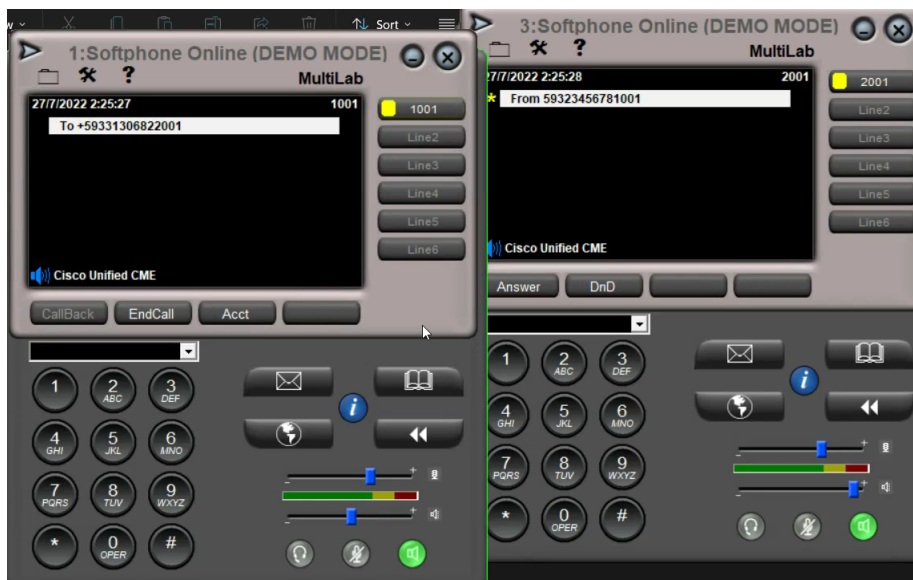 w
Sort
1:Softphone Online (DEMO MODE)
?
MultiLab
27/7/2022 2:25:27
1001
To +59331306822001
Cisco Unified CME
1001
Line2
Line3
Line4
Line5
Line6
CallBack
EndCall
Acct
1
2
ABC
3
DEF
4
GHI
5
JKL
6
MNO
7
PQRS
8
TUV
9
WXYZ
*
0
OPER
#
i
3:Softphone Online (DEMO MODE)
?
MultiLab
27/7/2022 2:25:28
2001
* From 59323456781001
Cisco Unified CME
2001
Line2
Line3
Line4
Line5
Line6
Answer
DnD
1
2
ABC
3
DEF
4
GHI
5
JKL
6
MNO
7
PQRS
8
TUV
9
WXYZ
*
0
OPER
#
i